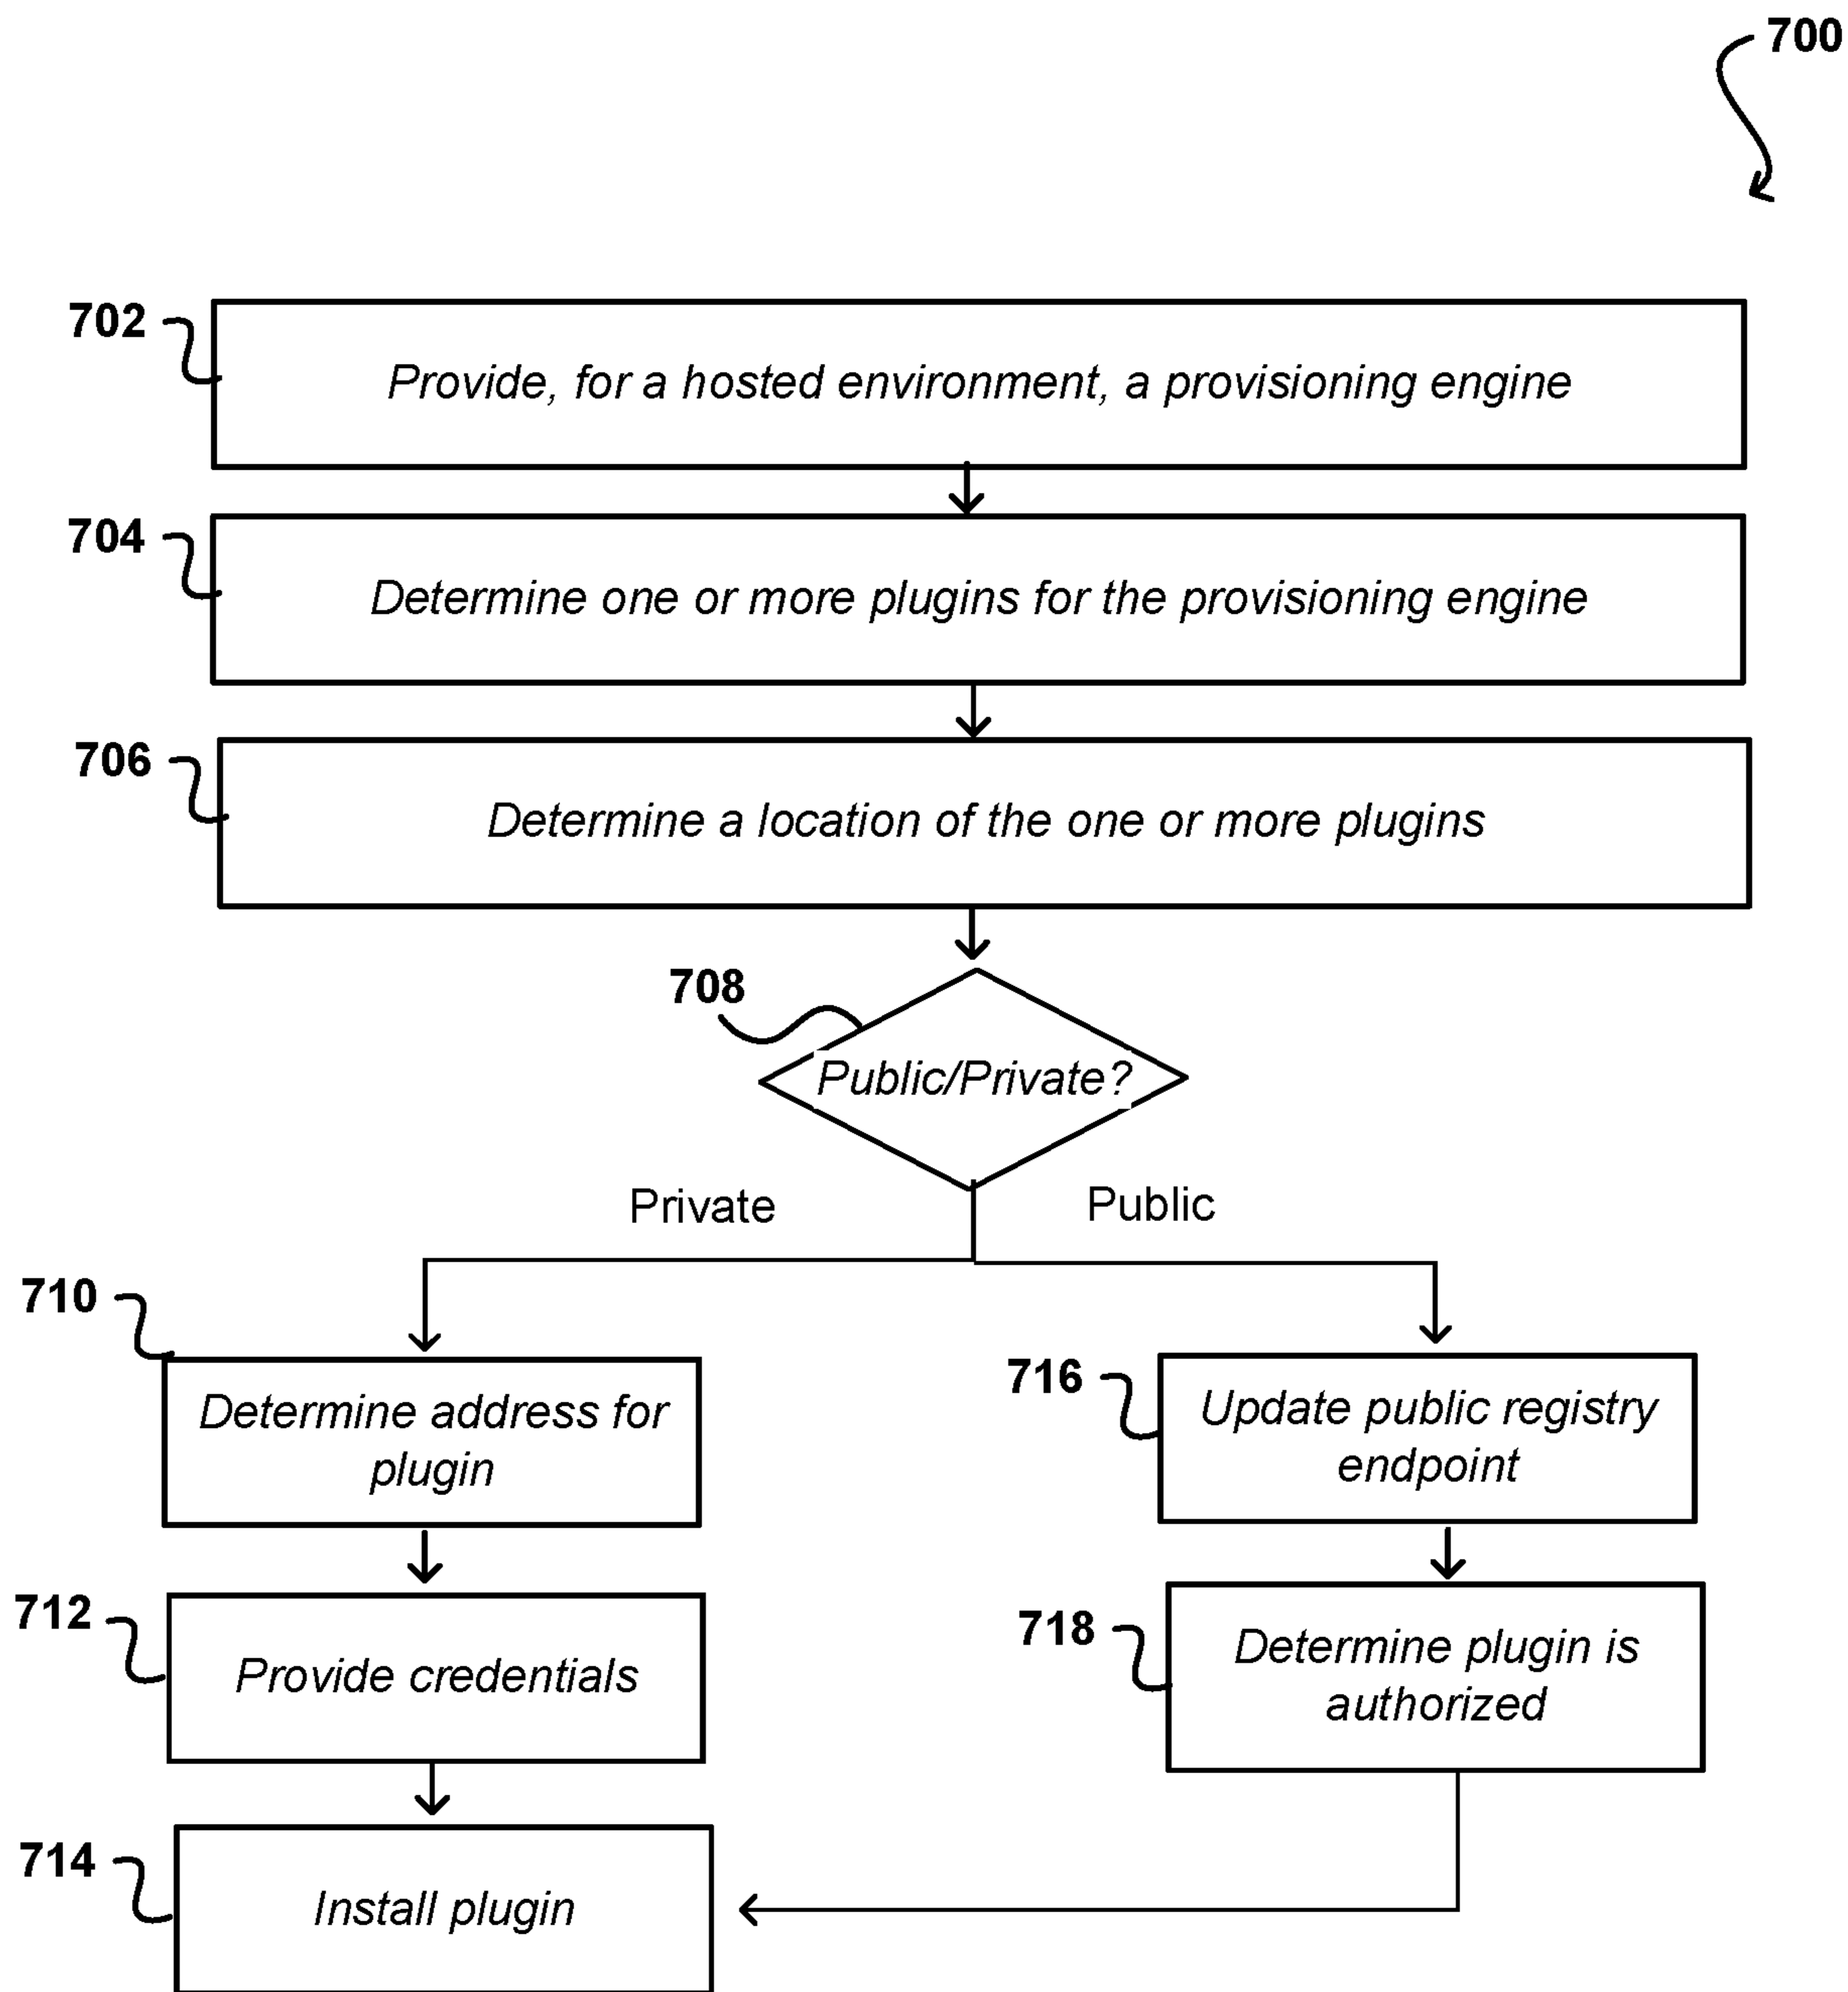 700
702
Provide, for a hosted environment, a provisioning engine
704
Determine one or more plugins for the provisioning engine
706
Determine a location of the one or more plugins
708
Public/Private?
Private
Public
710
Determine address for
plugin
716
Update public registry
endpoint
712
Provide credentials
718
Determine plugin is
authorized
714
Install plugin